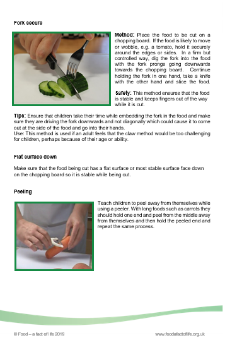 Fork secure
Method: Place the food to be cut on a
chopping board. If the food is likely to move
or wobble, e.g. a tomato, hold it securely
around the edges or sides. In a firm but
controlled way, dig the fork into the food
with the fork prongs going downwards
towards the chopping board. Continue
holding the fork in one hand, take a knife
with the other hand and slice the food.
Safety: This method ensures that the food
is stable and keeps fingers out of the way
while it is cut.
Tips: Ensure that children take their time while embedding the fork in the food and make
sure they are driving the fork downwards and not diagonally which could cause it to come
out at the side of the food and go into their hands.
Use: This method is used if an adult feels that the claw method would be too challenging
for children, perhaps because of their age or ability.
Flat surface down
Make sure that the food being cut has a flat surface or most stable surface face down
on the chopping board so it is stable while being cut.
Peeling
Teach children to peel away from themselves while
using a peeler. With long foods such as carrots they
should hold one end and peel from the middle away
from themselves and then hold the peeled end and
repeat the same process.
© Food – a fact of life 2016
www.foodafactoflife.org.uk